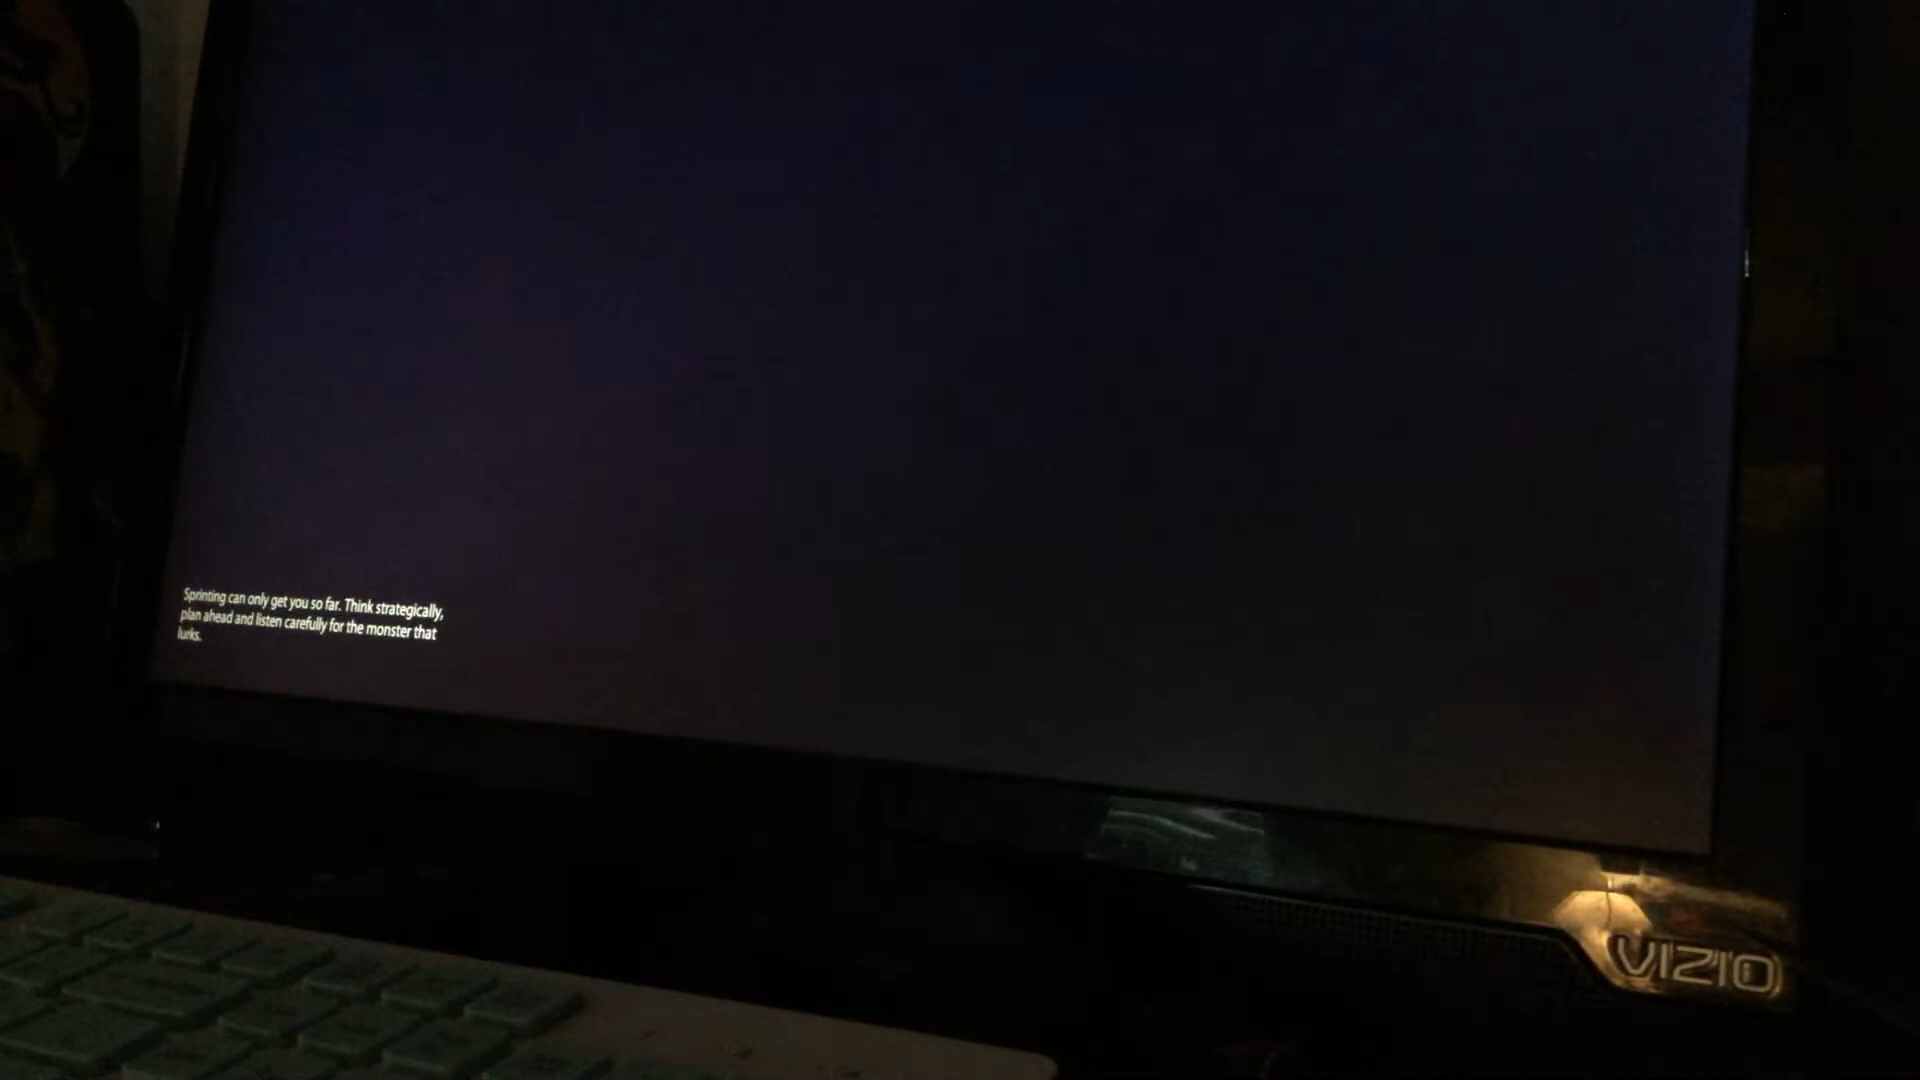 Sprinting can only get you so far. Think strategically,
plan ahead and listen carefully for the monster that
lurks.
VIZIO